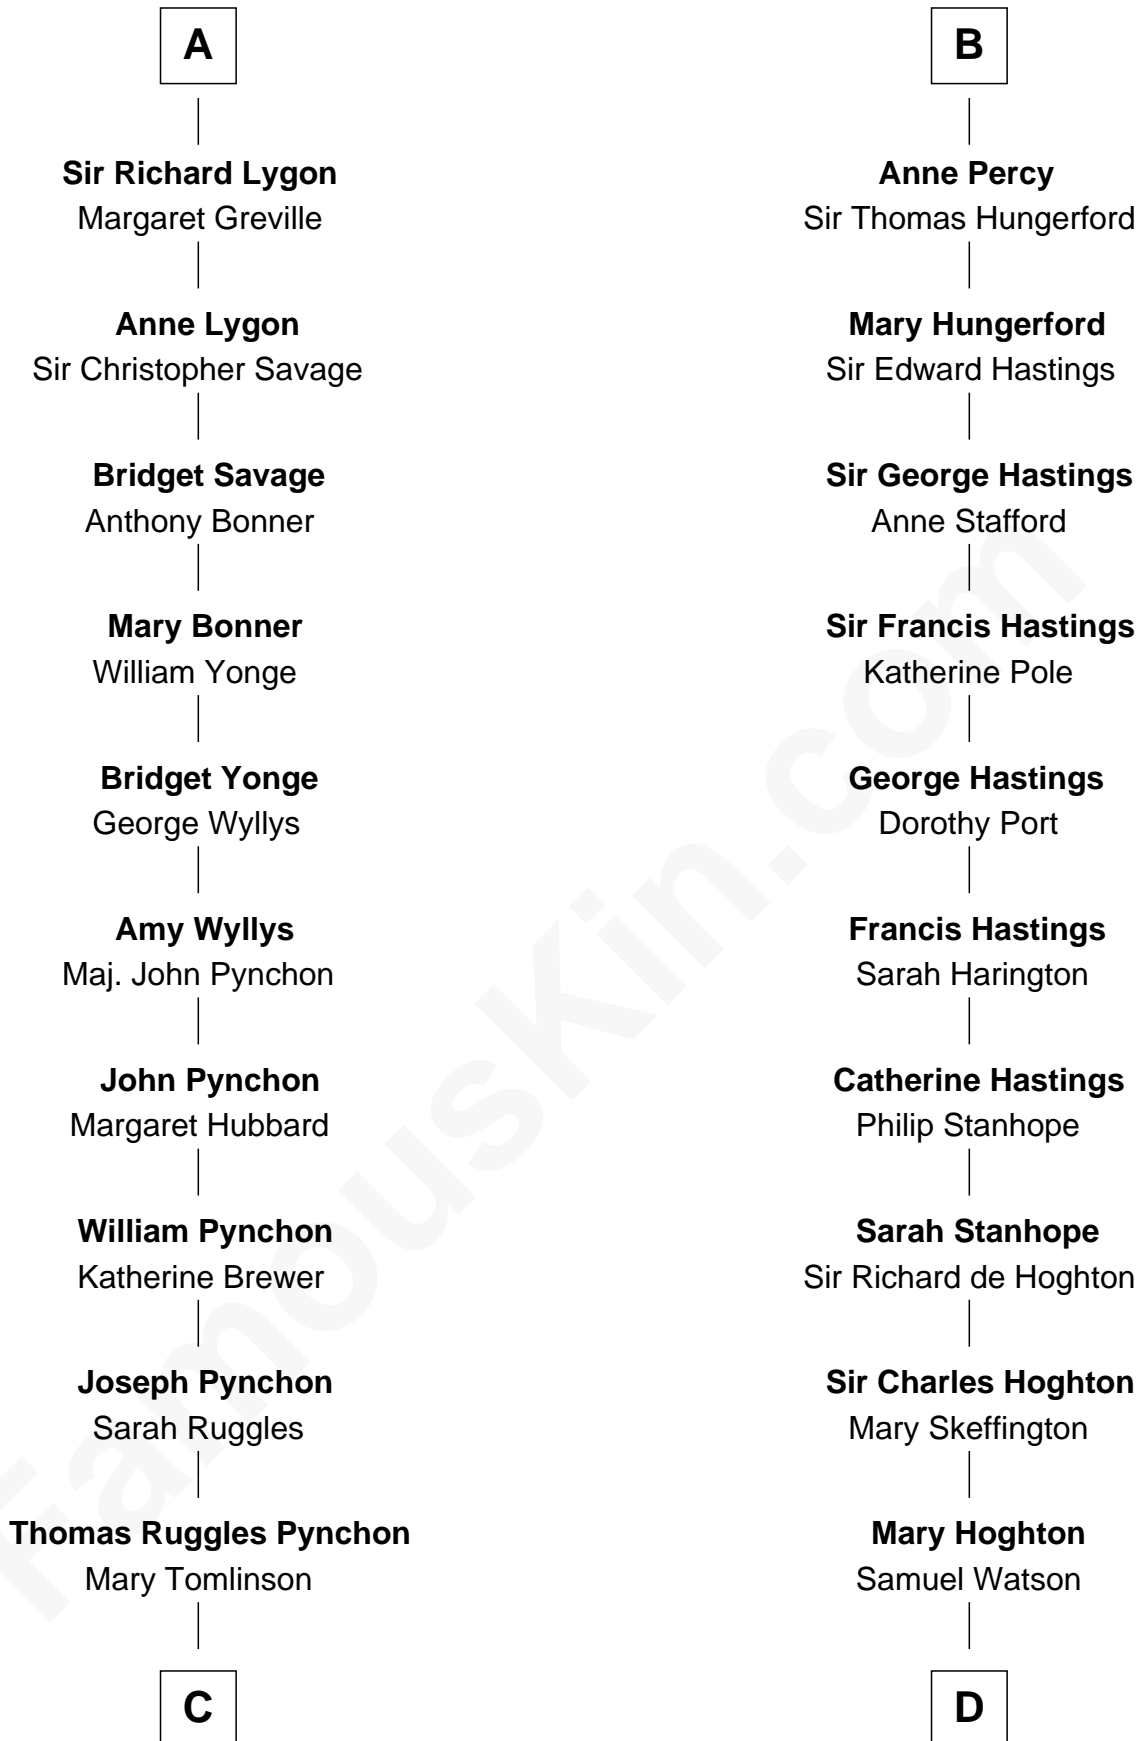 A
Sir Richard Lygon
Margaret Greville
Anne Lygon
Sir Christopher Savage
Bridget Savage
Anthony Bonner
Mary Bonner
William Yonge
Bridget Yonge
George Wyllys
Amy Wyllys
Maj. John Pynchon
John Pynchon
Margaret Hubbard
William Pynchon
Katherine Brewer
Joseph Pynchon
Sarah Ruggles
Thomas Ruggles Pynchon
Mary Tomlinson
C
B
Anne Percy
Sir Thomas Hungerford
Mary Hungerford
Sir Edward Hastings
Sir George Hastings
Anne Stafford
Sir Francis Hastings
Katherine Pole
George Hastings
Dorothy Port
Francis Hastings
Sarah Harington
Catherine Hastings
Philip Stanhope
Sarah Stanhope
Sir Richard de Hoghton
Sir Charles Hoghton
Mary Skeffington
Mary Hoghton
Samuel Watson
D
FamousKin.com